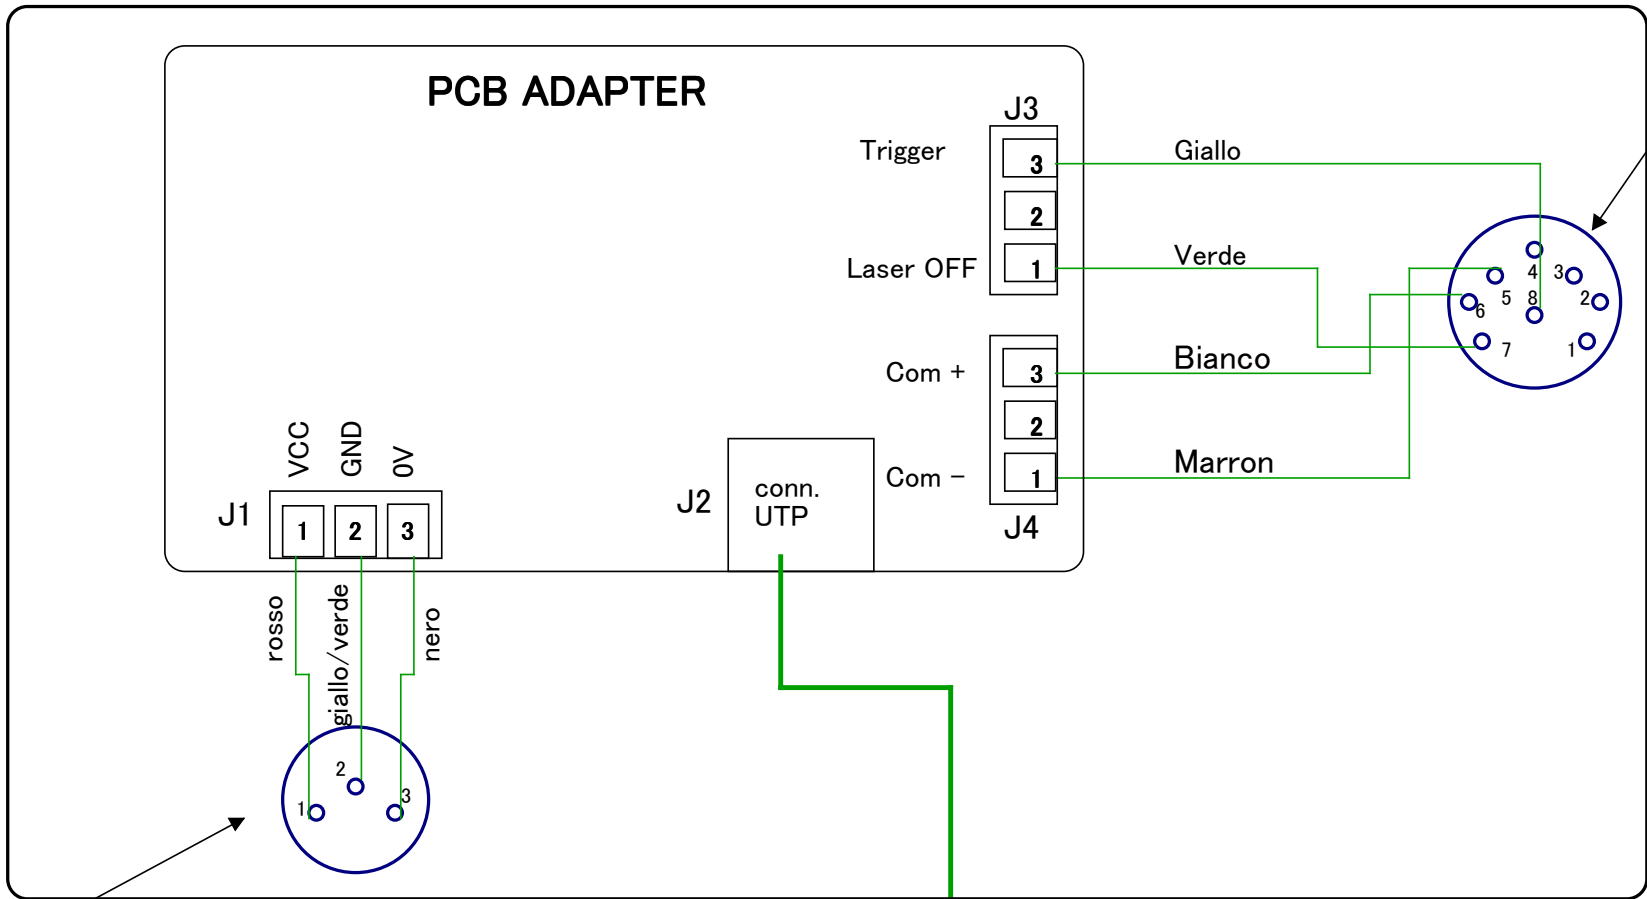 PCB ADAPTER
J3
Trigger
3
Giallo
2
Laser OFF
1
Verde
4
3
5
8
2
6
7
1
Com +
3
Bianco
2
Com -
1
Marron
J4
VCC
GND
0V
J1
1
2
3
J2
conn.
UTP
rosso
giallo/verde
nero
2
1
3